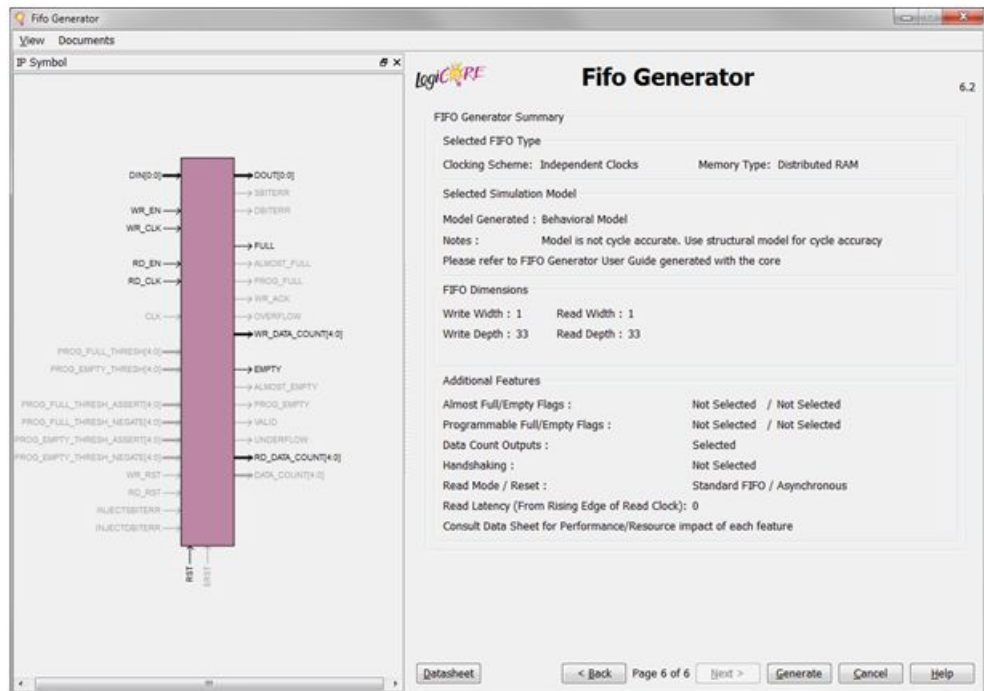 Fifo Generator
View Documents
IP Symbol
DIN[0:0]
WR_EN
WR_CLK
RD_EN
RD_CLK
CLK
PROG_FULL_THRESH[4:0]
PROG_EMPTY_THRESH[4:0]
PROG_FULL_THRESH_ASSERT[4:0]
PROG_FULL_THRESH_NEGATE[4:0]
PROG_EMPTY_THRESH_ASSERT[4:0]
PROG_EMPTY_THRESH_NEGATE[4:0]
WR_RST
RD_RST
INJECTSBITERR
INJECTDBITERR
DOUT[0:0]
SBITERR
DBITERR
FULL
ALMOST_FULL
PROG_FULL
WR_ACK
OVERFLOW
WR_DATA_COUNT[4:0]
EMPTY
ALMOST_EMPTY
PROG_EMPTY
VALID
UNDERFLOW
RD_DATA_COUNT[4:0]
DATA_COUNT[4:0]
RST
SRST
logiCORE
Fifo Generator
6.2
FIFO Generator Summary
Selected FIFO Type
Clocking Scheme: Independent Clocks Memory Type: Distributed RAM
Selected Simulation Model
Model Generated : Behavioral Model
Notes : Model is not cycle accurate. Use structural model for cycle accuracy
Please refer to FIFO Generator User Guide generated with the core
FIFO Dimensions
Write Width : 1 Read Width : 1
Write Depth : 33 Read Depth : 33
Additional Features
Almost Full/Empty Flags : Not Selected / Not Selected
Programmable Full/Empty Flags : Not Selected / Not Selected
Data Count Outputs : Selected
Handshaking : Not Selected
Read Mode / Reset : Standard FIFO / Asynchronous
Read Latency (From Rising Edge of Read Clock): 0
Consult Data Sheet for Performance/Resource impact of each feature
Datasheet < Back Page 6 of 6 Next > Generate Cancel Help